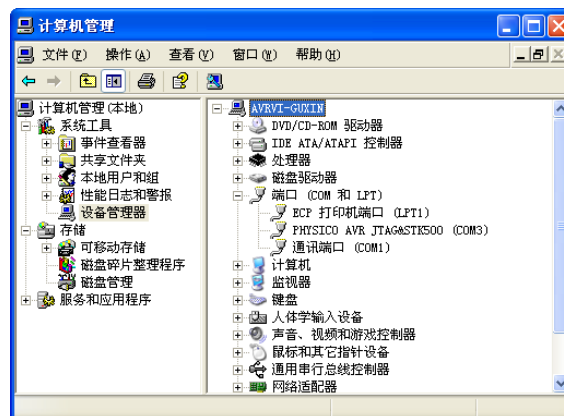 计算机管理
文件(F) 操作(A) 查看(V) 窗口(W) 帮助(H)
计算机管理(本地)
系统工具
事件查看器
共享文件夹
本地用户和组
性能日志和警报
设备管理器
存储
可移动存储
磁盘碎片整理程序
磁盘管理
服务和应用程序
AVRVI-GUXIN
DVD/CD-ROM 驱动器
IDE ATA/ATAPI 控制器
处理器
磁盘驱动器
端口 (COM 和 LPT)
ECP 打印机端口 (LPT1)
PHYSICO AVR JTAG&STK500 (COM3)
通讯端口 (COM1)
计算机
监视器
键盘
人体学输入设备
声音、视频和游戏控制器
鼠标和其它指针设备
通用串行总线控制器
网络适配器